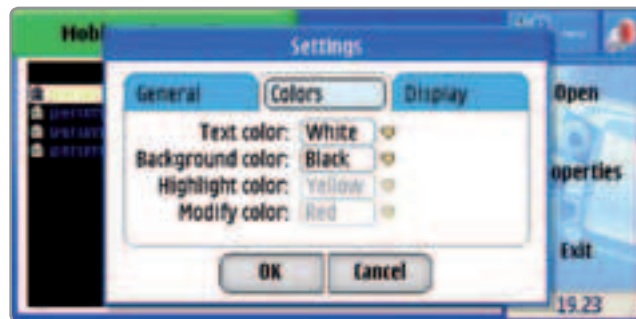 Hobl
Settings
General Colors Display
Text color: White
Background color: Black
Highlight color: Yellow
Modify color: Red
OK Cancel
Open
operties
Exit
19.23